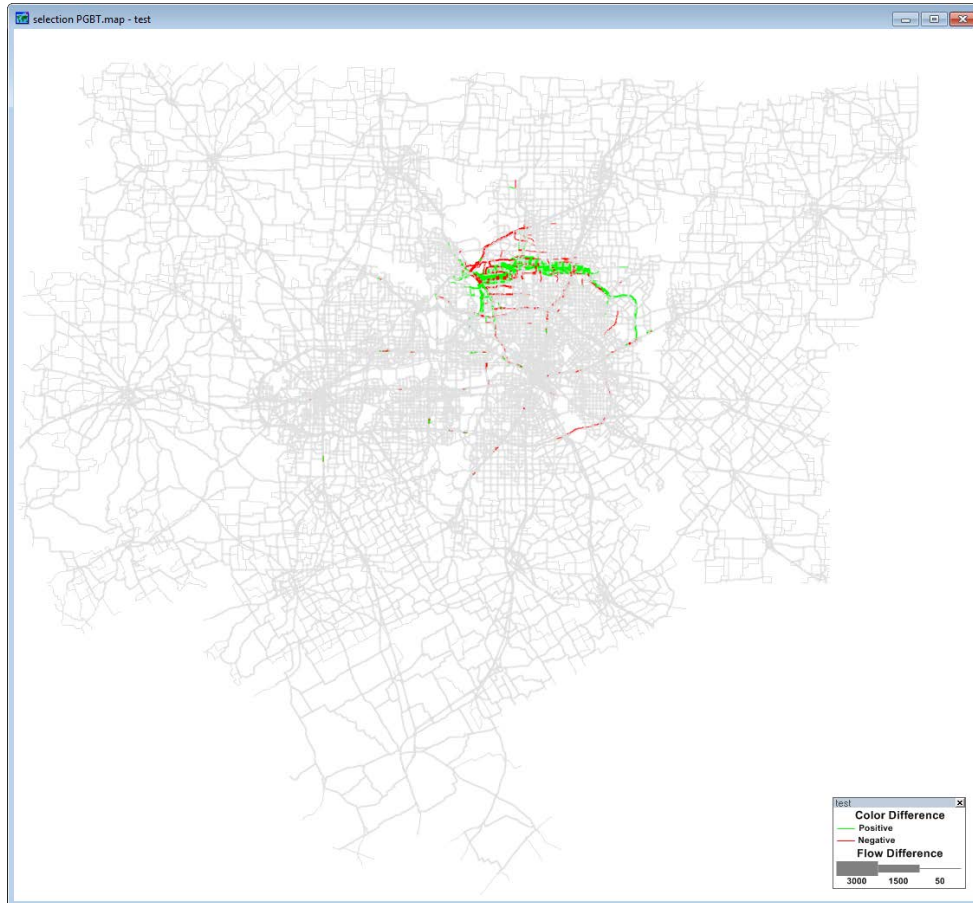 selection PGBT.map - test
test
Color Difference
Positive
Negative
Flow Difference
3000 1500 50